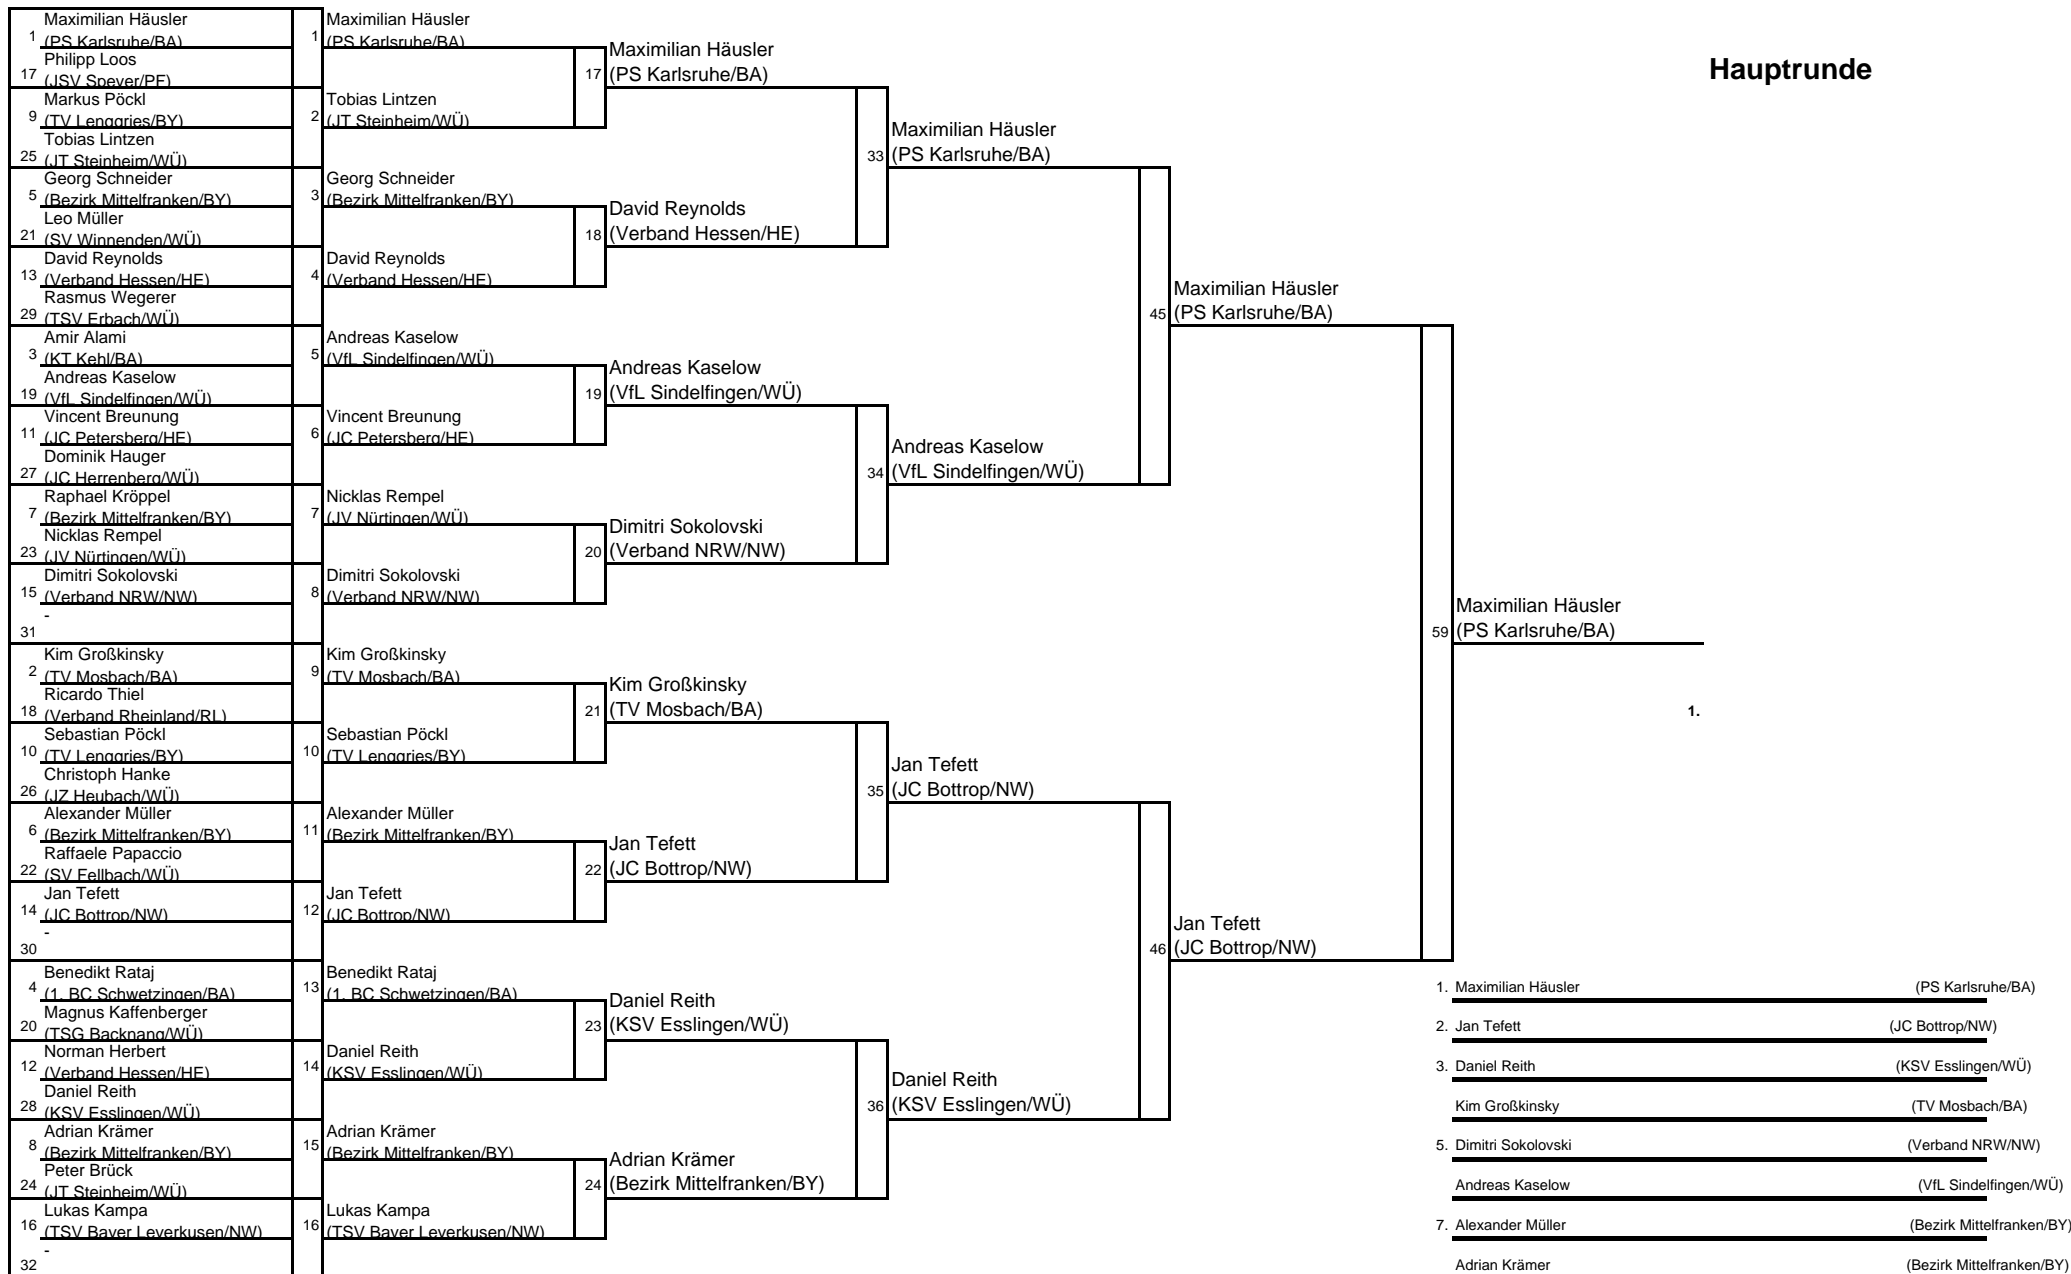 Hauptrunde
1 Maximilian Häusler
(PS Karlsruhe/BA)
17 Philipp Loos
(JSV Speyer/PF)
9 Markus Pöckl
(TV Lenggries/BY)
25 Tobias Lintzen
(JT Steinheim/WÜ)
5 Georg Schneider
(Bezirk Mittelfranken/BY)
21 Leo Müller
(SV Winnenden/WÜ)
13 David Reynolds
(Verband Hessen/HE)
29 Rasmus Wegerer
(TSV Erbach/WÜ)
3 Amir Alami
(KT Kehl/BA)
19 Andreas Kaselow
(VfL Sindelfingen/WÜ)
11 Vincent Breunung
(JC Petersberg/HE)
27 Dominik Hauger
(JC Herrenberg/WÜ)
7 Raphael Kröppel
(Bezirk Mittelfranken/BY)
23 Nicklas Rempel
(JV Nürtingen/WÜ)
15 Dimitri Sokolovski
(Verband NRW/NW)
31 -
2 Kim Großkinsky
(TV Mosbach/BA)
18 Ricardo Thiel
(Verband Rheinland/RL)
10 Sebastian Pöckl
(TV Lenggries/BY)
26 Christoph Hanke
(JZ Heubach/WÜ)
6 Alexander Müller
(Bezirk Mittelfranken/BY)
22 Raffaele Papaccio
(SV Fellbach/WÜ)
14 Jan Tefett
(JC Bottrop/NW)
30 -
4 Benedikt Rataj
(1. BC Schwetzingen/BA)
20 Magnus Kaffenberger
(TSG Backnang/WÜ)
12 Norman Herbert
(Verband Hessen/HE)
28 Daniel Reith
(KSV Esslingen/WÜ)
8 Adrian Krämer
(Bezirk Mittelfranken/BY)
24 Peter Brück
(JT Steinheim/WÜ)
16 Lukas Kampa
(TSV Bayer Leverkusen/NW)
32 -
1 Maximilian Häusler
(PS Karlsruhe/BA)
2 Tobias Lintzen
(JT Steinheim/WÜ)
3 Georg Schneider
(Bezirk Mittelfranken/BY)
4 David Reynolds
(Verband Hessen/HE)
5 Andreas Kaselow
(VfL Sindelfingen/WÜ)
6 Vincent Breunung
(JC Petersberg/HE)
7 Nicklas Rempel
(JV Nürtingen/WÜ)
8 Dimitri Sokolovski
(Verband NRW/NW)
9 Kim Großkinsky
(TV Mosbach/BA)
10 Sebastian Pöckl
(TV Lenggries/BY)
11 Alexander Müller
(Bezirk Mittelfranken/BY)
12 Jan Tefett
(JC Bottrop/NW)
13 Benedikt Rataj
(1. BC Schwetzingen/BA)
14 Daniel Reith
(KSV Esslingen/WÜ)
15 Adrian Krämer
(Bezirk Mittelfranken/BY)
16 Lukas Kampa
(TSV Bayer Leverkusen/NW)
17 Maximilian Häusler
(PS Karlsruhe/BA)
18 David Reynolds
(Verband Hessen/HE)
19 Andreas Kaselow
(VfL Sindelfingen/WÜ)
20 Dimitri Sokolovski
(Verband NRW/NW)
21 Kim Großkinsky
(TV Mosbach/BA)
22 Jan Tefett
(JC Bottrop/NW)
23 Daniel Reith
(KSV Esslingen/WÜ)
24 Adrian Krämer
(Bezirk Mittelfranken/BY)
33 Maximilian Häusler
(PS Karlsruhe/BA)
34 Andreas Kaselow
(VfL Sindelfingen/WÜ)
35 Jan Tefett
(JC Bottrop/NW)
36 Daniel Reith
(KSV Esslingen/WÜ)
45 Maximilian Häusler
(PS Karlsruhe/BA)
46 Jan Tefett
(JC Bottrop/NW)
59 Maximilian Häusler
(PS Karlsruhe/BA)
1.
1. Maximilian Häusler (PS Karlsruhe/BA)
2. Jan Tefett (JC Bottrop/NW)
3. Daniel Reith (KSV Esslingen/WÜ)
Kim Großkinsky (TV Mosbach/BA)
5. Dimitri Sokolovski (Verband NRW/NW)
Andreas Kaselow (VfL Sindelfingen/WÜ)
7. Alexander Müller (Bezirk Mittelfranken/BY)
Adrian Krämer (Bezirk Mittelfranken/BY)